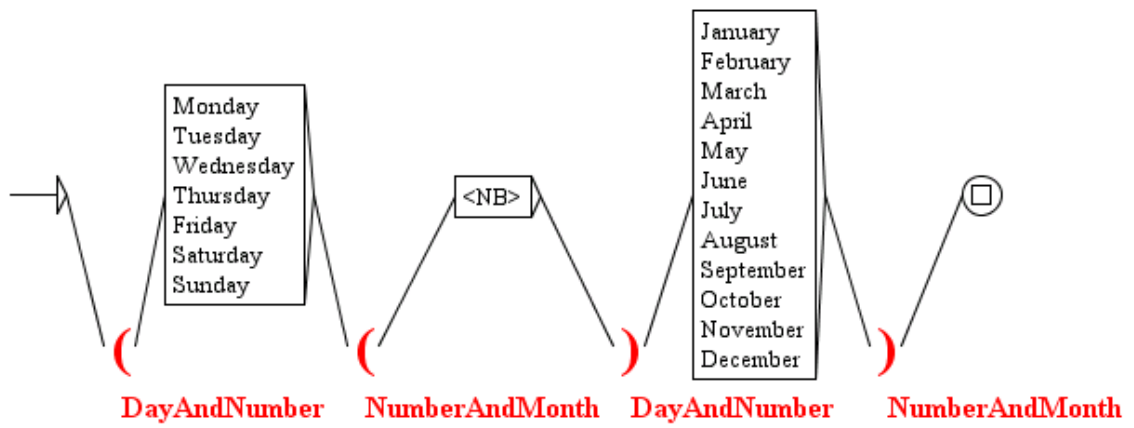 Monday
Tuesday
Wednesday
Thursday
Friday
Saturday
Sunday
<NB>
January
February
March
April
May
June
July
August
September
October
November
December
( ( ) )
DayAndNumber NumberAndMonth DayAndNumber NumberAndMonth